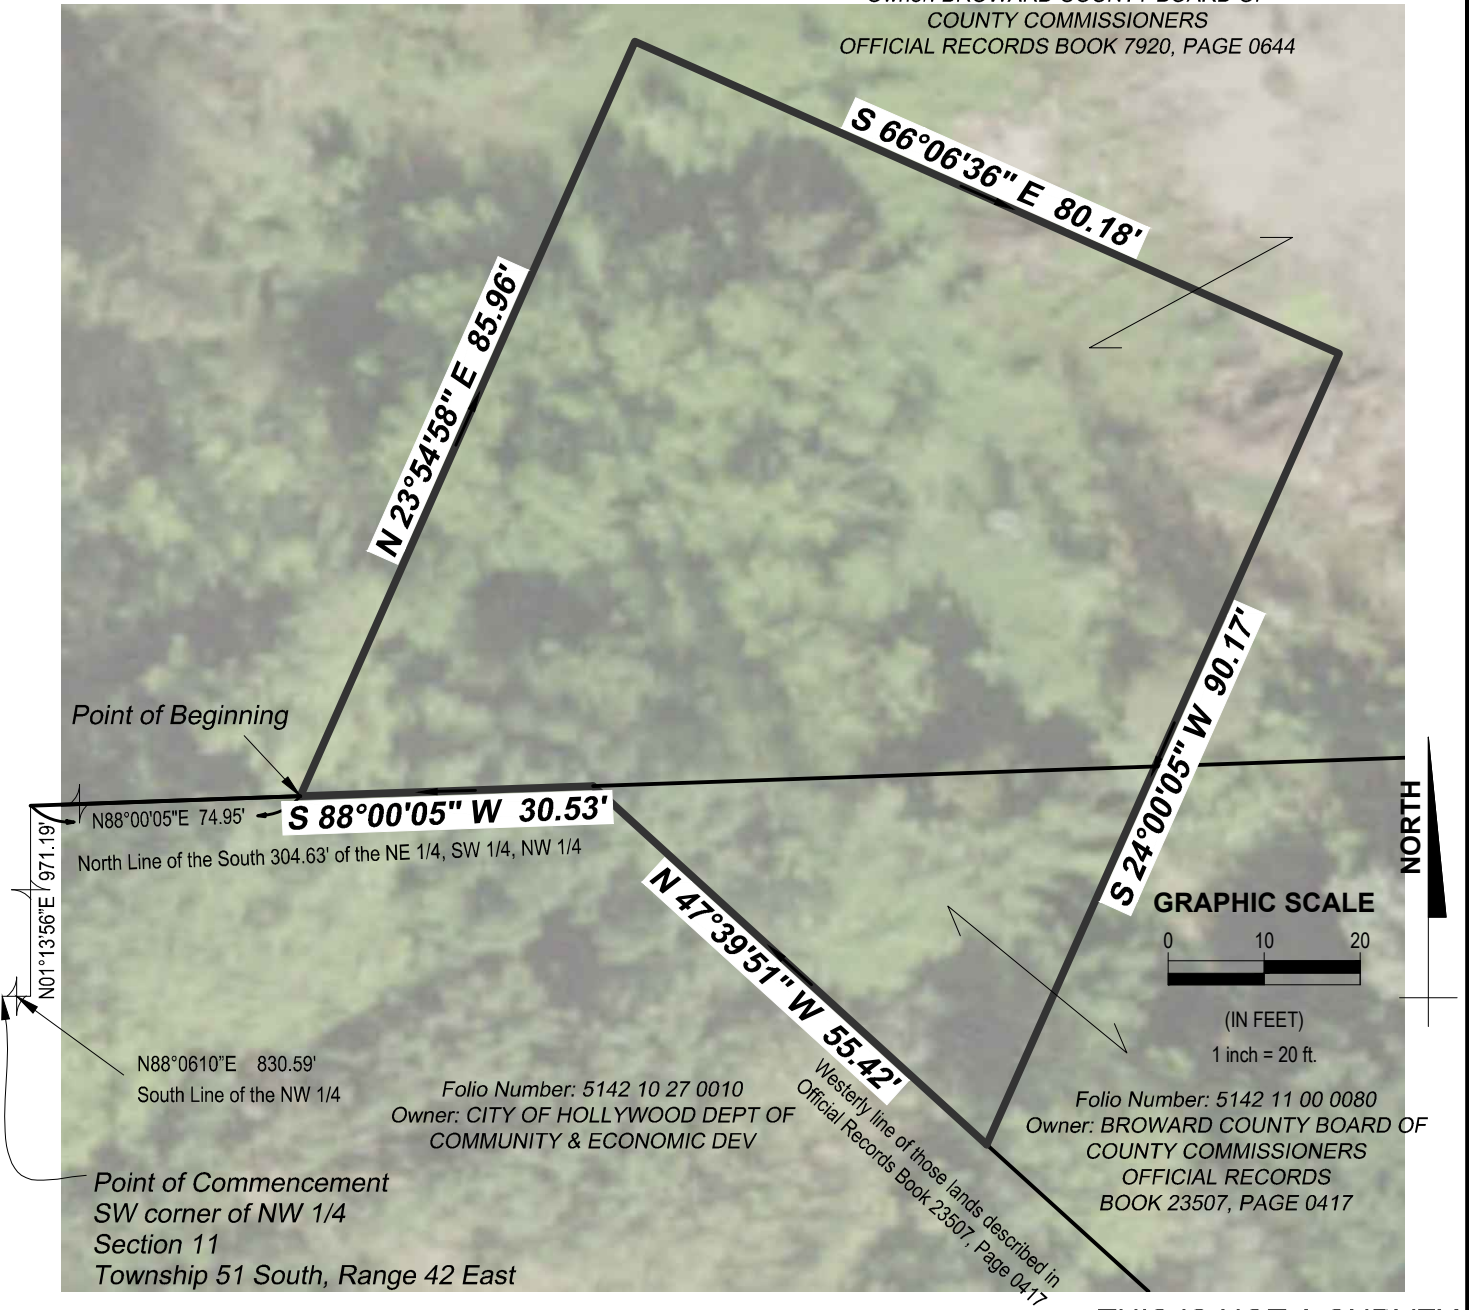 COUNTY COMMISSIONERS
OFFICIAL RECORDS BOOK 7920, PAGE 0644
S 66°06'36" E 80.18'
N 23°54'58" E 85.96'
Point of Beginning
S 88°00'05" W 30.53'
N88°00'05"E 74.95'
North Line of the South 304.63' of the NE 1/4, SW 1/4, NW 1/4
N01°13'56"E 971.19'
S 24°00'05" W 90.17'
NORTH
N 47°39'51" W 55.42'
GRAPHIC SCALE
0 10 20
(IN FEET)
1 inch = 20 ft.
N88°0610"E 830.59'
South Line of the NW 1/4
Folio Number: 5142 10 27 0010
Owner: CITY OF HOLLYWOOD DEPT OF
COMMUNITY & ECONOMIC DEV
Westerly line of those lands described in
Official Records Book 23507, Page 0417
Folio Number: 5142 11 00 0080
Owner: BROWARD COUNTY BOARD OF
COUNTY COMMISSIONERS
OFFICIAL RECORDS
BOOK 23507, PAGE 0417
Point of Commencement
SW corner of NW 1/4
Section 11
Township 51 South, Range 42 East